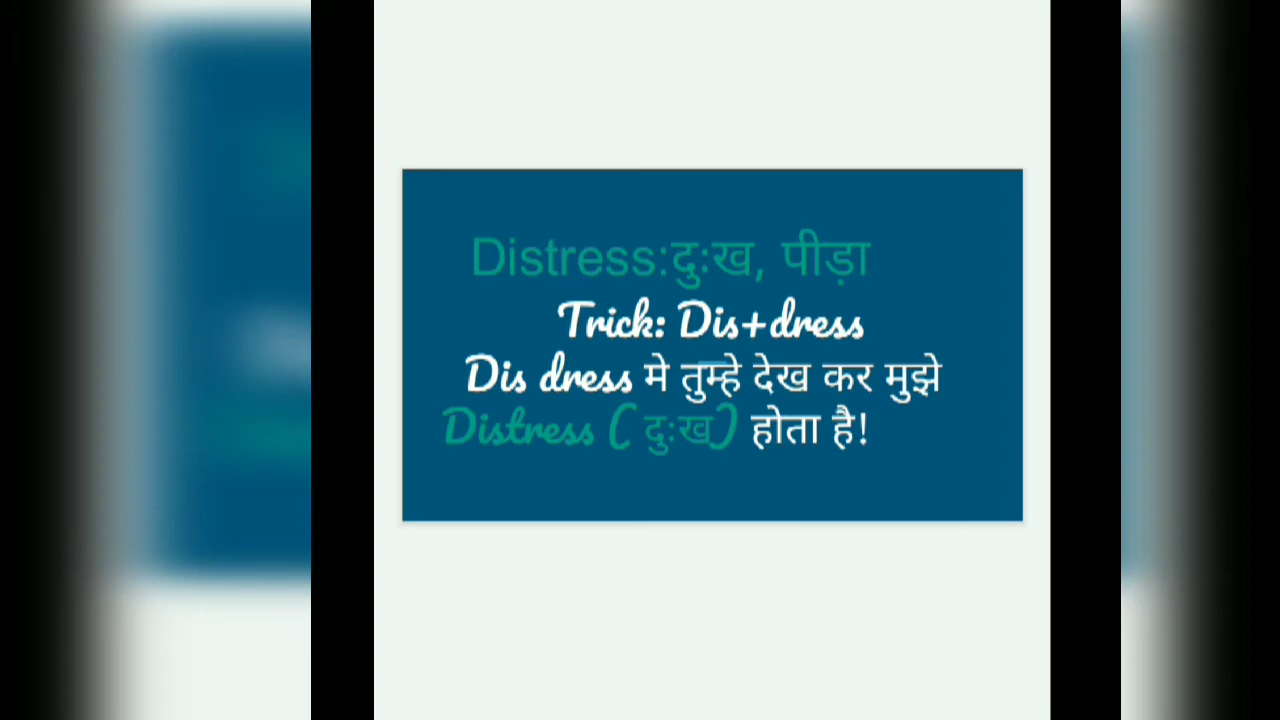 Distress:दुःख, पीड़ा
Trick: Dis+dress
Dis dress मे तुम्हे देख कर मुझे
Distress ( दुःख) होता है!